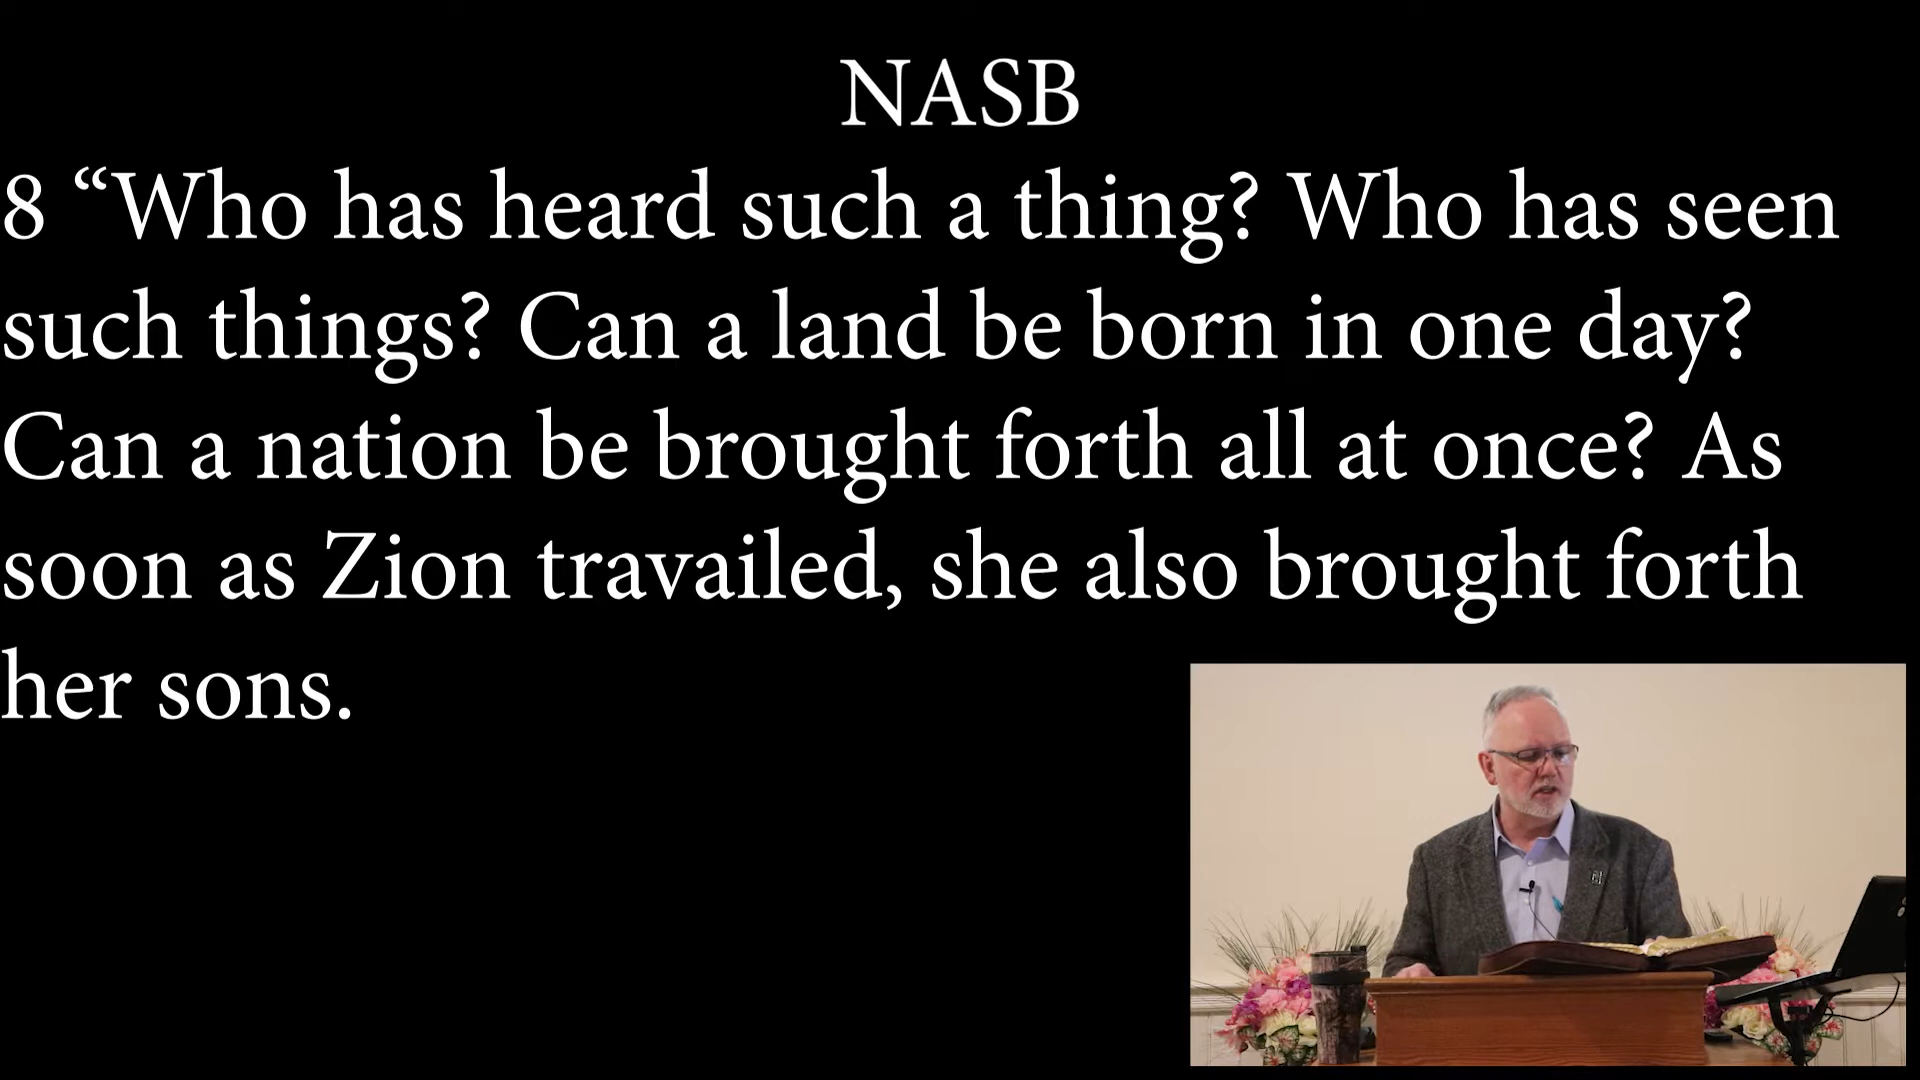 NASB
8 “Who has heard such a thing? Who has seen
such things? Can a land be born in one day?
Can a nation be brought forth all at once? As
soon as Zion travailed, she also brought forth
her sons.